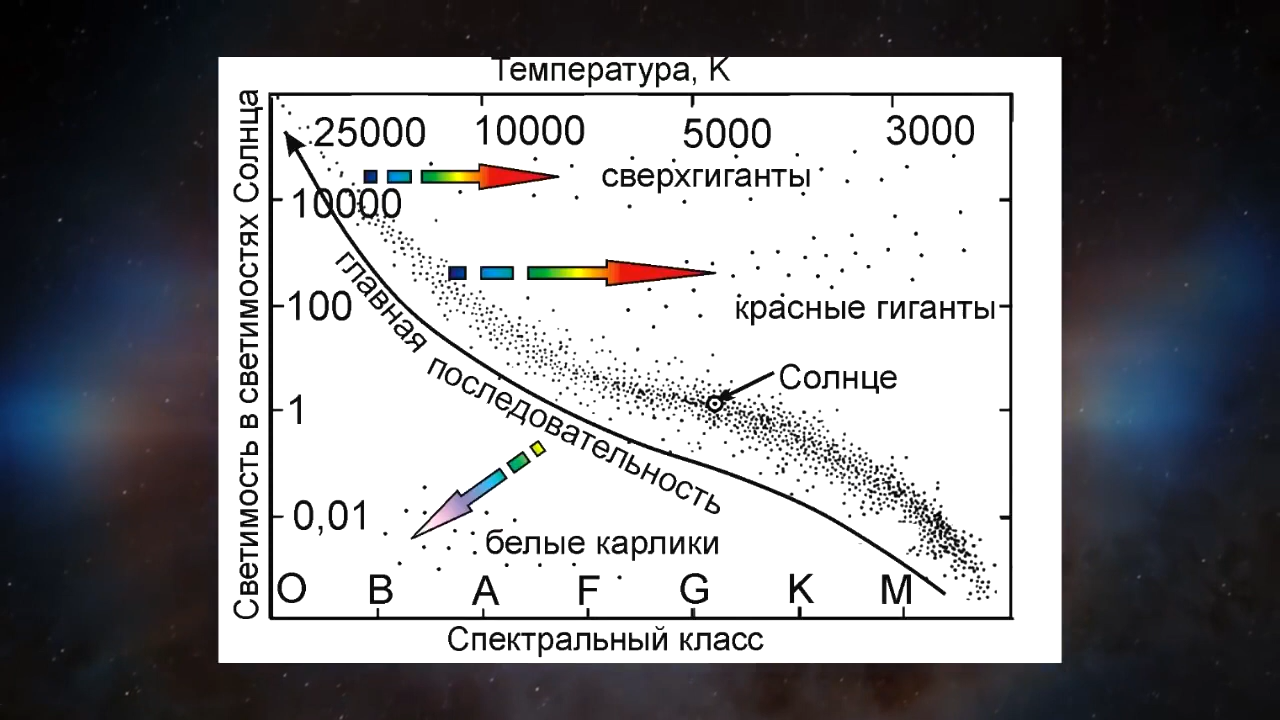 Температура, K
25000 10000 5000 3000
сверхгиганты
10000
красные гиганты
100
главная последовательность
Солнце
1
0,01
белые карлики
O B A F G K M
Спектральный класс
Светимость в светимостях Солнца